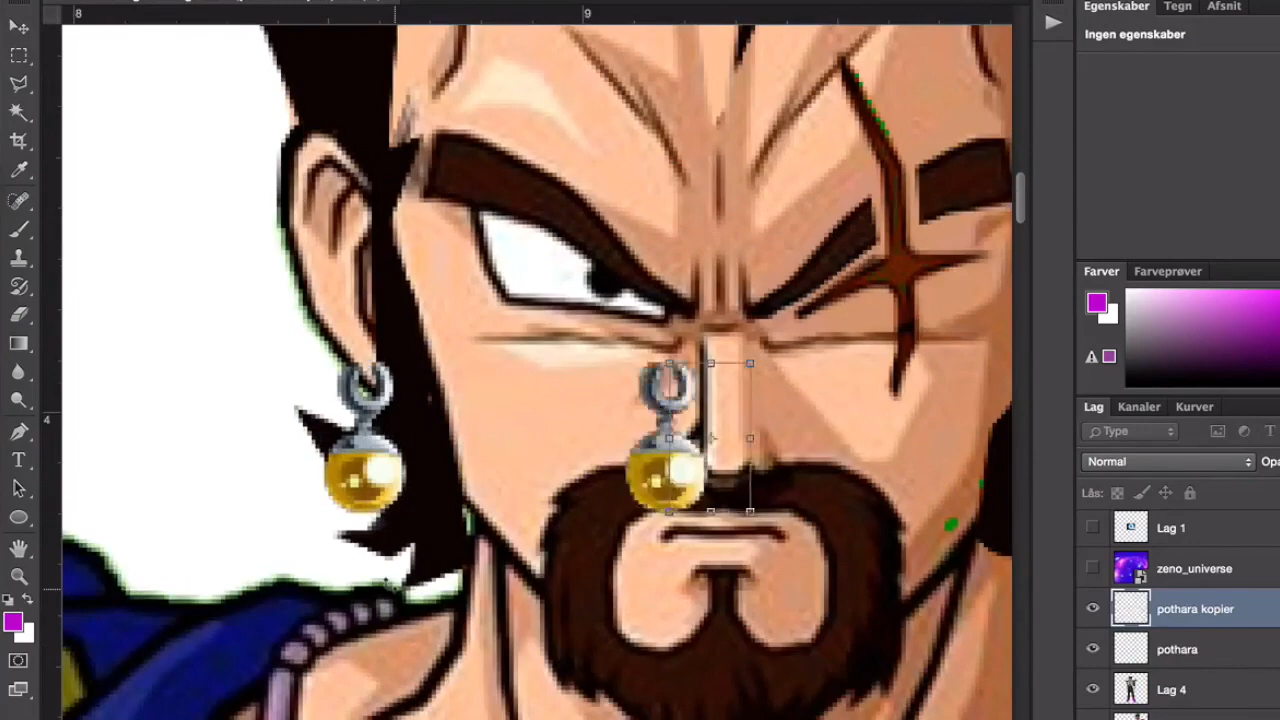 Egenskaber Tegn Afsnit
Ingen egenskaber
8 9
4
Farver Farveprøver
Lag Kanaler Kurver
Type
Normal Opa
Lås:
Lag 1
zeno_universe
pothara kopier
pothara
Lag 4